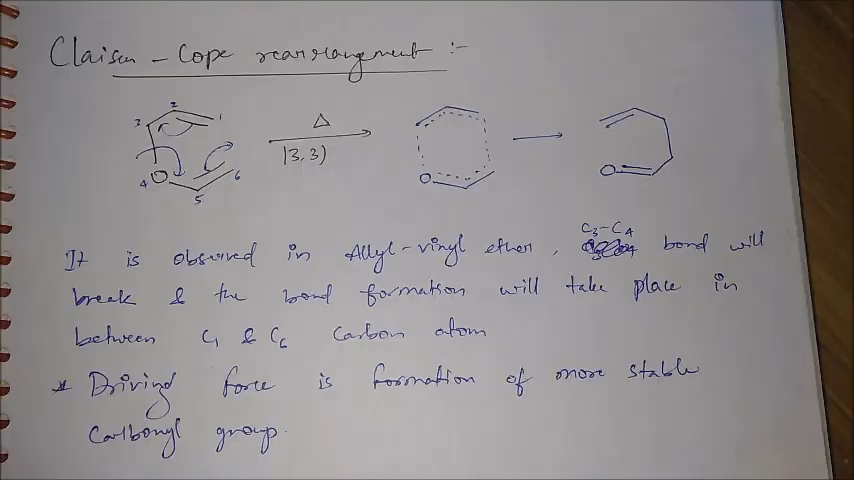 Claisen - Cope rearrangement :-
2
3 1
Δ
4 O 6
|3,3)
5
O
O
C3-C4
It is observed in Allyl-vinyl ether, bond will
break & the bond formation will take place in
between C1 & C6 Carbon atom
* Driving force is formation of more stable
Carbonyl group.